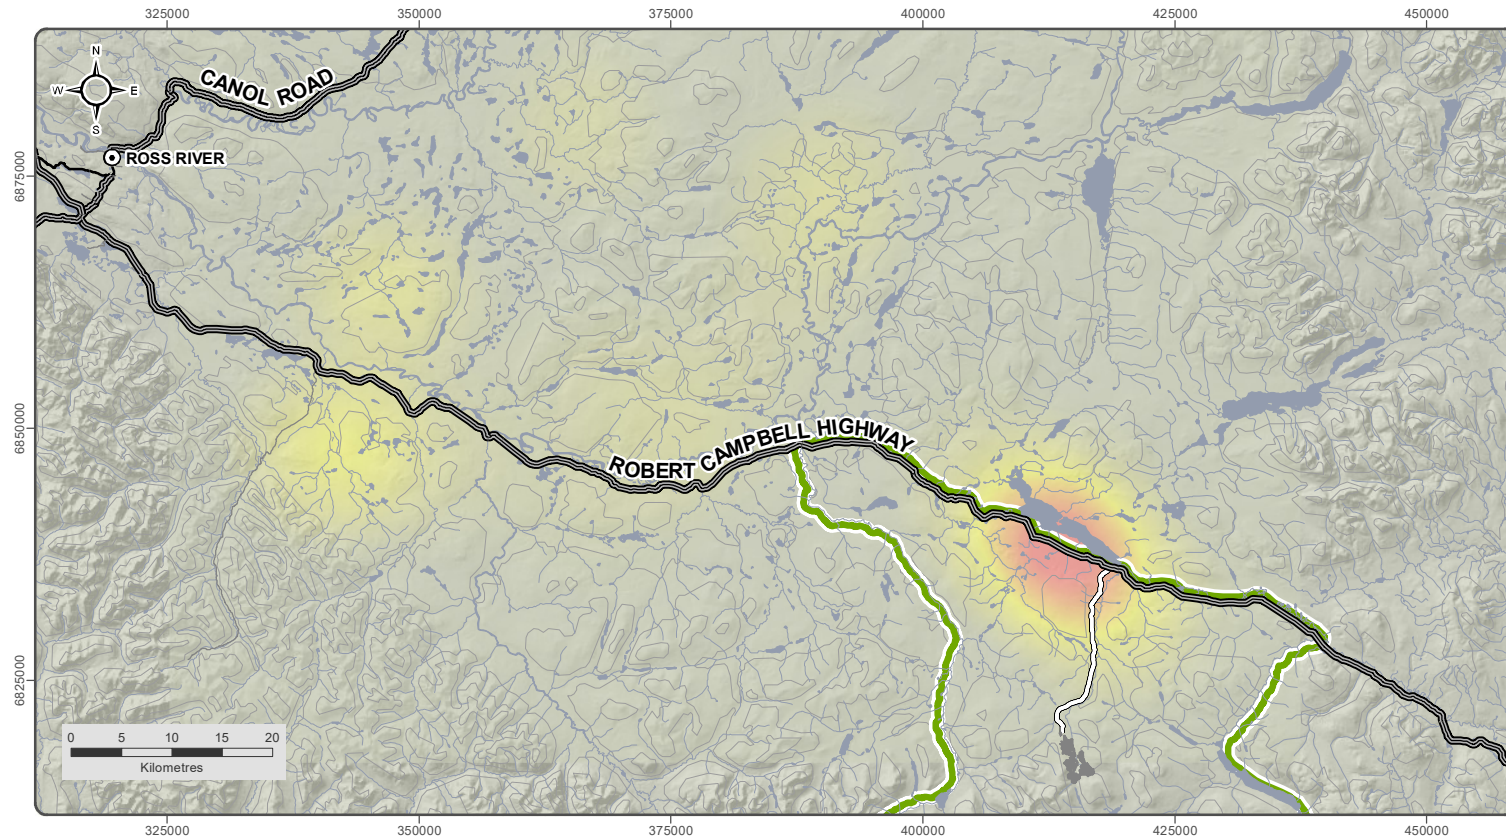 325000 350000 375000 400000 425000 450000
N
W E
S
CANOL ROAD
ROSS RIVER
6875000
6850000
ROBERT CAMPBELL HIGHWAY
6825000
0 5 10 15 20
Kilometres
325000 350000 375000 400000 425000 450000